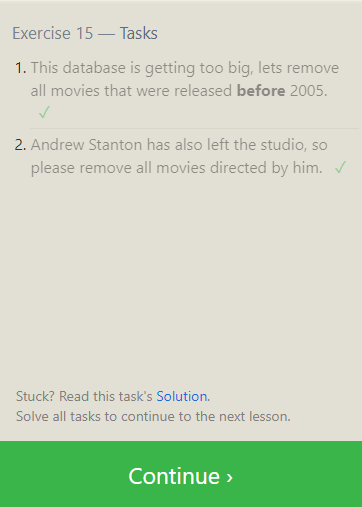 Exercise 15 — Tasks
1. This database is getting too big, lets remove
all movies that were released before 2005.
✓
2. Andrew Stanton has also left the studio, so
please remove all movies directed by him. ✓
Stuck? Read this task's Solution.
Solve all tasks to continue to the next lesson.
Continue ›